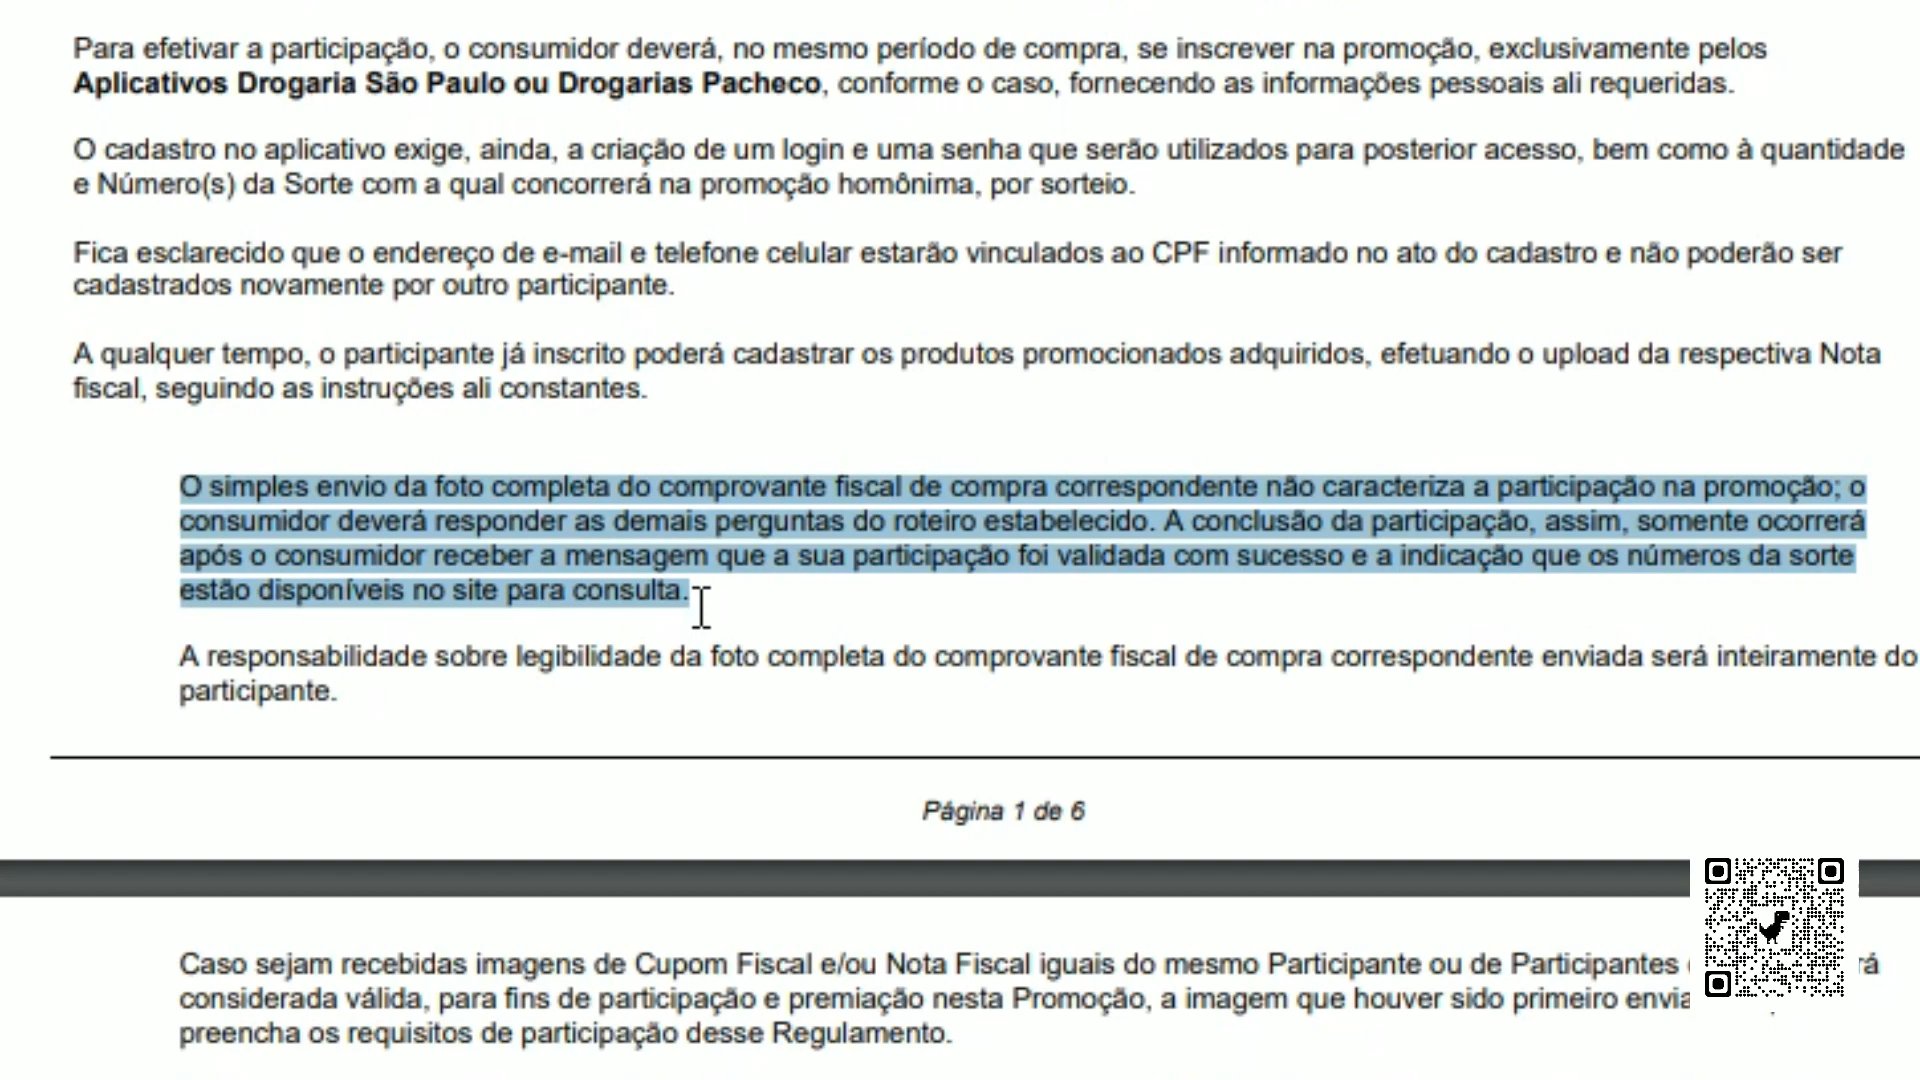 Para efetivar a participação, o consumidor deverá, no mesmo período de compra, se inscrever na promoção, exclusivamente pelos
Aplicativos Drogaria São Paulo ou Drogarias Pacheco, conforme o caso, fornecendo as informações pessoais ali requeridas.
O cadastro no aplicativo exige, ainda, a criação de um login e uma senha que serão utilizados para posterior acesso, bem como à quantidade
e Número(s) da Sorte com a qual concorrerá na promoção homônima, por sorteio.
Fica esclarecido que o endereço de e-mail e telefone celular estarão vinculados ao CPF informado no ato do cadastro e não poderão ser
cadastrados novamente por outro participante.
A qualquer tempo, o participante já inscrito poderá cadastrar os produtos promocionados adquiridos, efetuando o upload da respectiva Nota
fiscal, seguindo as instruções ali constantes.
O simples envio da foto completa do comprovante fiscal de compra correspondente não caracteriza a participação na promoção; o
consumidor deverá responder as demais perguntas do roteiro estabelecido. A conclusão da participação, assim, somente ocorrerá
após o consumidor receber a mensagem que a sua participação foi validada com sucesso e a indicação que os números da sorte
estão disponíveis no site para consulta.
A responsabilidade sobre legibilidade da foto completa do comprovante fiscal de compra correspondente enviada será inteiramente do
participante.
Página 1 de 6
Caso sejam recebidas imagens de Cupom Fiscal e/ou Nota Fiscal iguais do mesmo Participante ou de Participantes
considerada válida, para fins de participação e premiação nesta Promoção, a imagem que houver sido primeiro
preencha os requisitos de participação desse Regulamento.